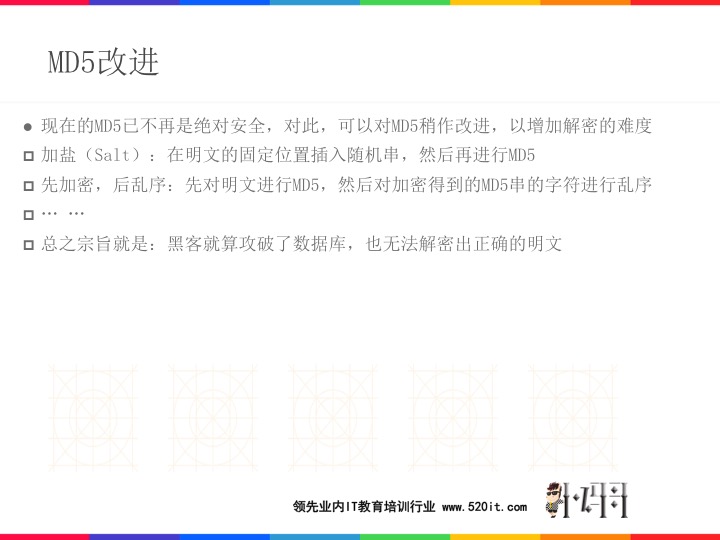 MD5改进
现在的MD5已不再是绝对安全，对此，可以对MD5稍作改进，以增加解密的难度
加盐（Salt）：在明文的固定位置插入随机串，然后再进行MD5
先加密，后乱序：先对明文进行MD5，然后对加密得到的MD5串的字符进行乱序
… …
总之宗旨就是：黑客就算攻破了数据库，也无法解密出正确的明文
领先业内IT教育培训行业 www.520it.com
小码哥